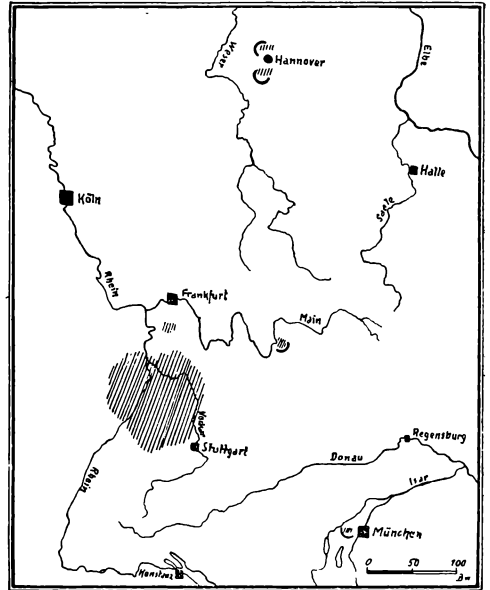 Weser
Hannover
Elbe
Halle
Saale
Köln
Rhein
Frankfurt
Main
Neckar
Stuttgart
Regensburg
Donau
Isar
Rhein
München
Konstanz
0 50 100